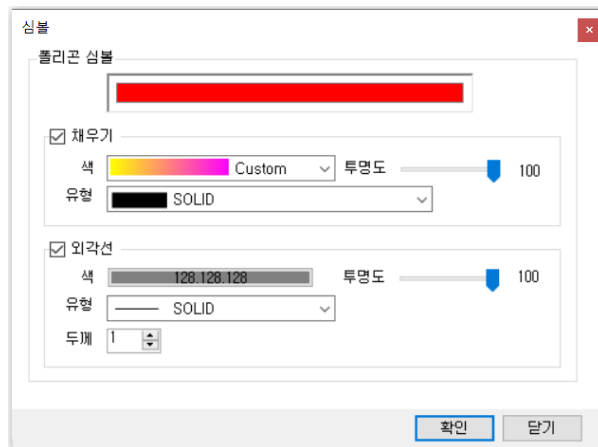 심볼
폴리곤 심볼
채우기
색 Custom 투명도 100
유형 SOLID
외각선
색 128.128.128 투명도 100
유형 SOLID
두께 1
확인 닫기